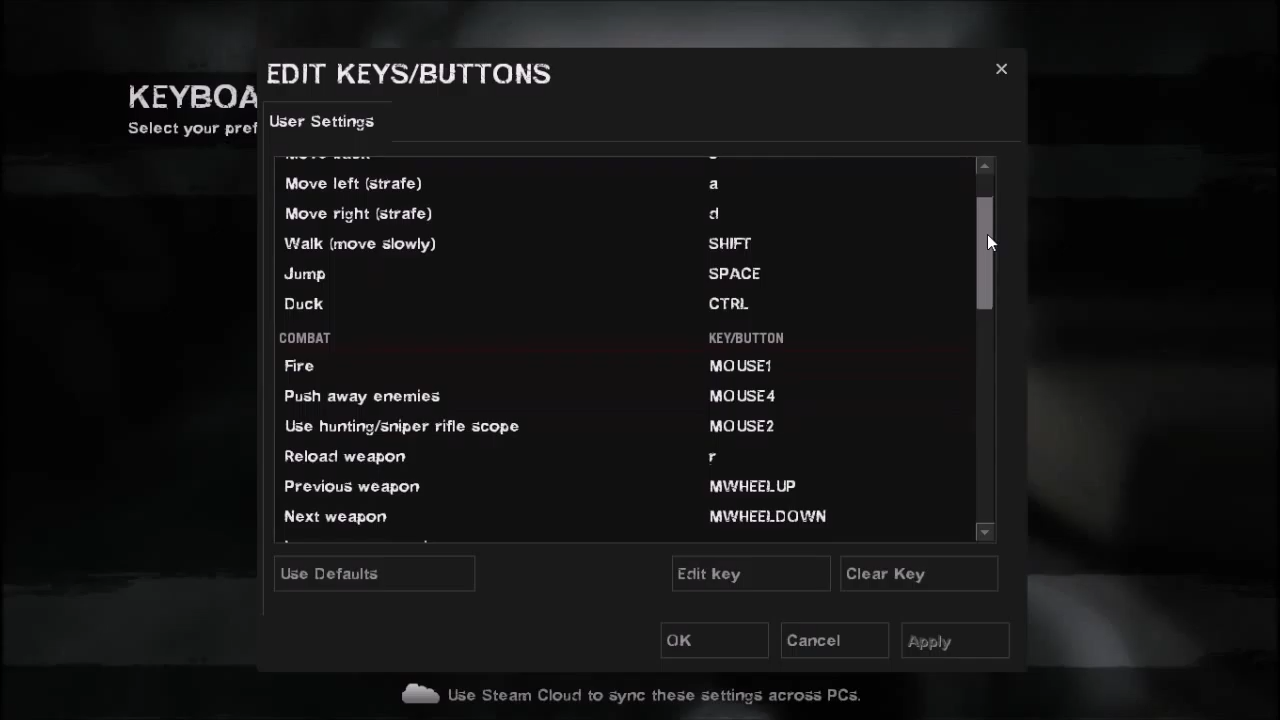 EDIT KEYS/BUTTONS
KEYBOA
Select your pref
User Settings
Move left (strafe) a
Move right (strafe) d
Walk (move slowly) SHIFT
Jump SPACE
Duck CTRL
COMBAT KEY/BUTTON
Fire MOUSE1
Push away enemies MOUSE4
Use hunting/sniper rifle scope MOUSE2
Reload weapon r
Previous weapon MWHEELUP
Next weapon MWHEELDOWN
Use Defaults Edit key Clear Key
OK Cancel Apply
Use Steam Cloud to sync these settings across PCs.